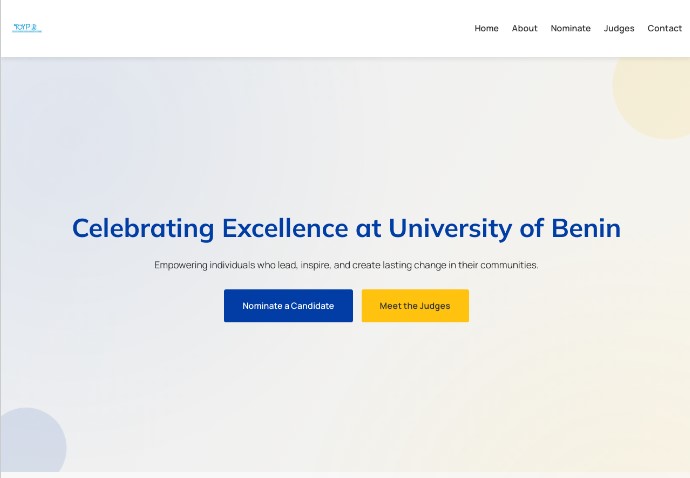 Home About Nominate Judges Contact
Celebrating Excellence at University of Benin
Empowering individuals who lead, inspire, and create lasting change in their communities.
Nominate a Candidate Meet the Judges